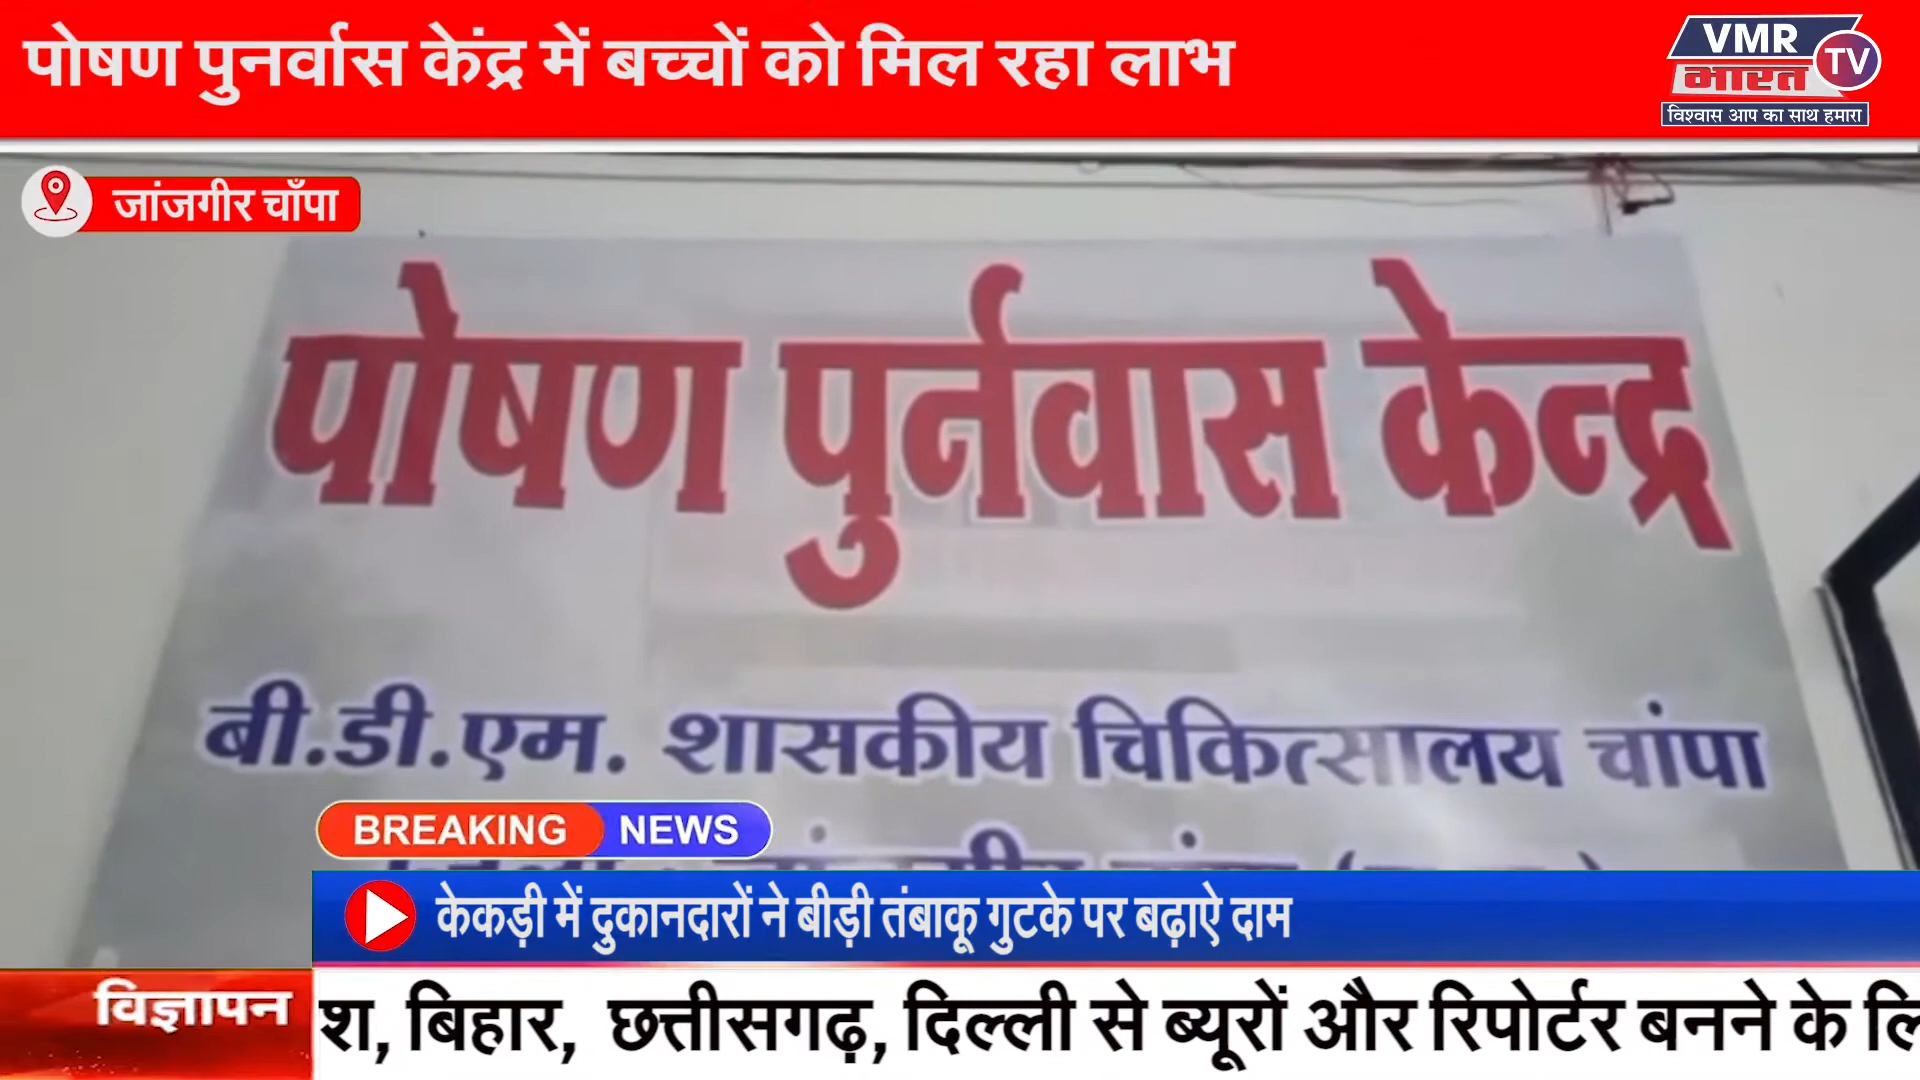 पोषण पुनर्वास केंद्र में बच्चों को मिल रहा लाभ
VMR
भारत
TV
विश्वास आप का साथ हमारा
जांजगीर चाँपा
पोषण पुर्नवास केन्द्र
बी.डी.एम. शासकीय चिकित्सालय चांपा
BREAKING NEWS
केकड़ी में दुकानदारों ने बीड़ी तंबाकू गुटके पर बढ़ाऐ दाम
विज्ञापन
श, बिहार, छत्तीसगढ़, दिल्ली से ब्यूरों और रिपोर्टर बनने के